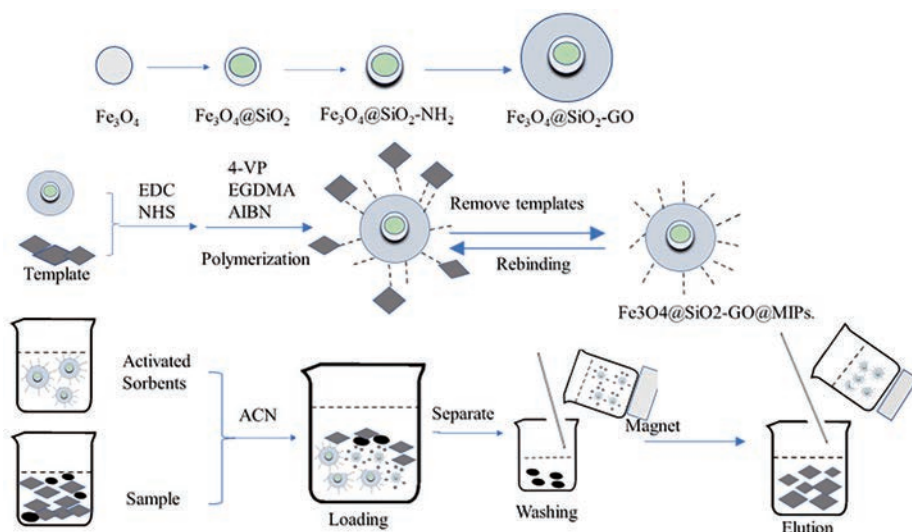 Fe₃O₄
Fe₃O₄@SiO₂
Fe₃O₄@SiO₂-NH₂
Fe₃O₄@SiO₂-GO
Template
EDC
NHS
4-VP
EGDMA
AIBN
Polymerization
Remove templates
Rebinding
Fe3O4@SiO2-GO@MIPs.
Activated
Sorbents
Sample
ACN
Loading
Separate
Washing
Magnet
Elution